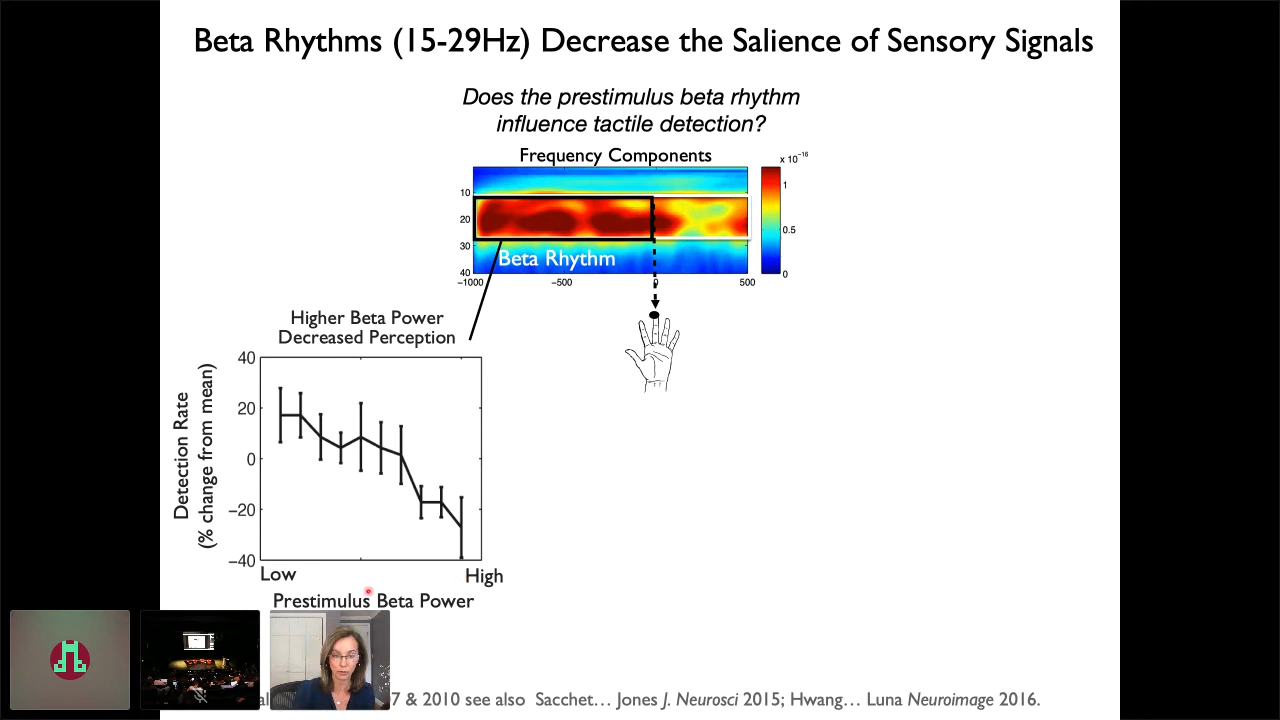 Beta Rhythms (15-29Hz) Decrease the Salience of Sensory Signals
Does the prestimulus beta rhythm
influence tactile detection?
Frequency Components
x 10⁻¹⁶
10
20
30
40
Beta Rhythm
1
0.5
0
−1000
−500
0
500
Higher Beta Power
Decreased Perception
Detection Rate
(% change from mean)
40
20
0
−20
−40
Low
High
Prestimulus Beta Power
7 & 2010 see also Sacchet… Jones J. Neurosci 2015; Hwang… Luna Neuroimage 2016.